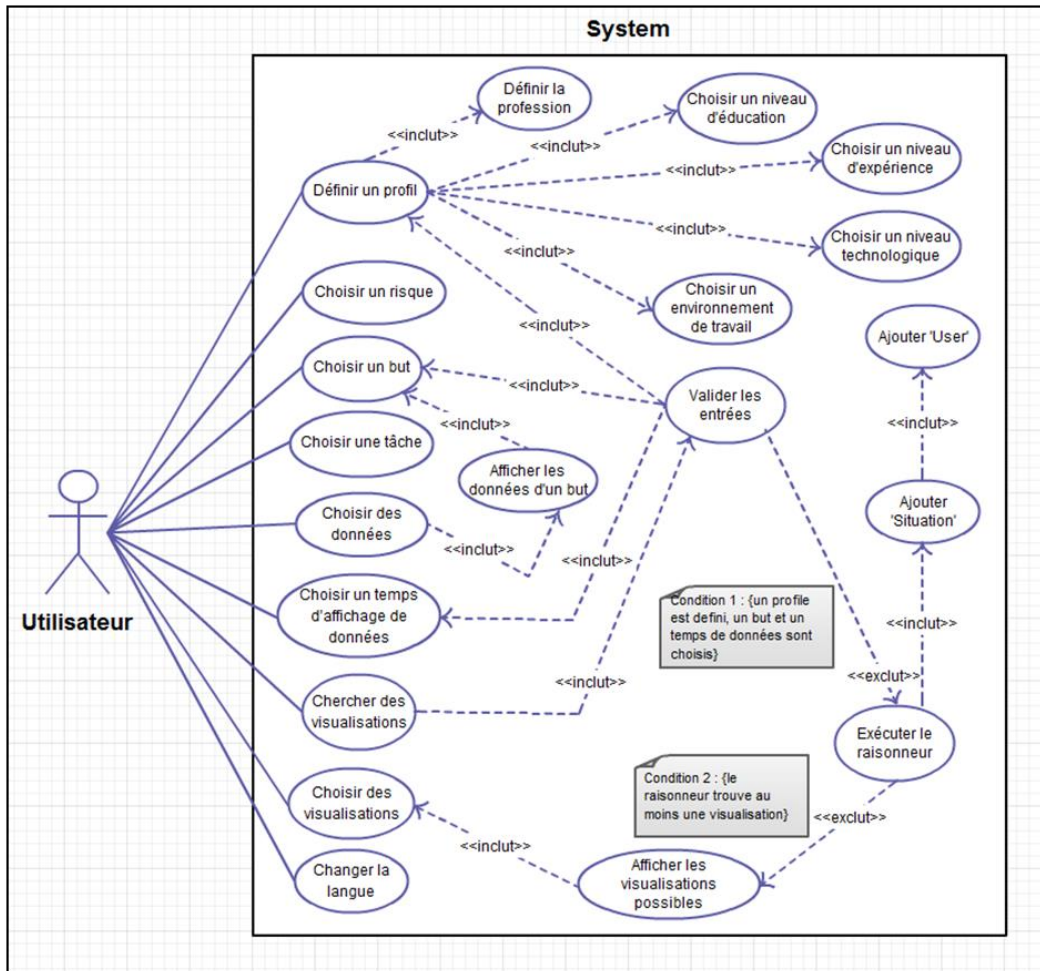 System
Définir la
profession
<<inclut>>
Choisir un niveau
d'éducation
<<inclut>>
Choisir un niveau
d'expérience
<<inclut>>
Définir un profil
Choisir un niveau
technologique
<<inclut>>
<<inclut>>
Choisir un
environnement
de travail
Choisir un risque
<<inclut>>
Ajouter 'User'
Choisir un but
<<inclut>>
Valider les
entrées
<<inclut>>
<<inclut>>
Choisir une tâche
Afficher les
données d'un but
Ajouter
'Situation'
Choisir des
données
<<inclut>>
<<inclut>>
Choisir un temps
d'affichage de
données
Utilisateur
Condition 1 : {un profile
est defini, un but et un
temps de données sont
choisis}
<<inclut>>
<<inclut>>
<<exclut>>
Chercher des
visualisations
Exécuter le
raisonneur
Condition 2 : {le
raisonneur trouve au
moins une visualisation}
<<exclut>>
Choisir des
visualisations
<<inclut>>
Afficher les
visualisations
possibles
Changer la
langue